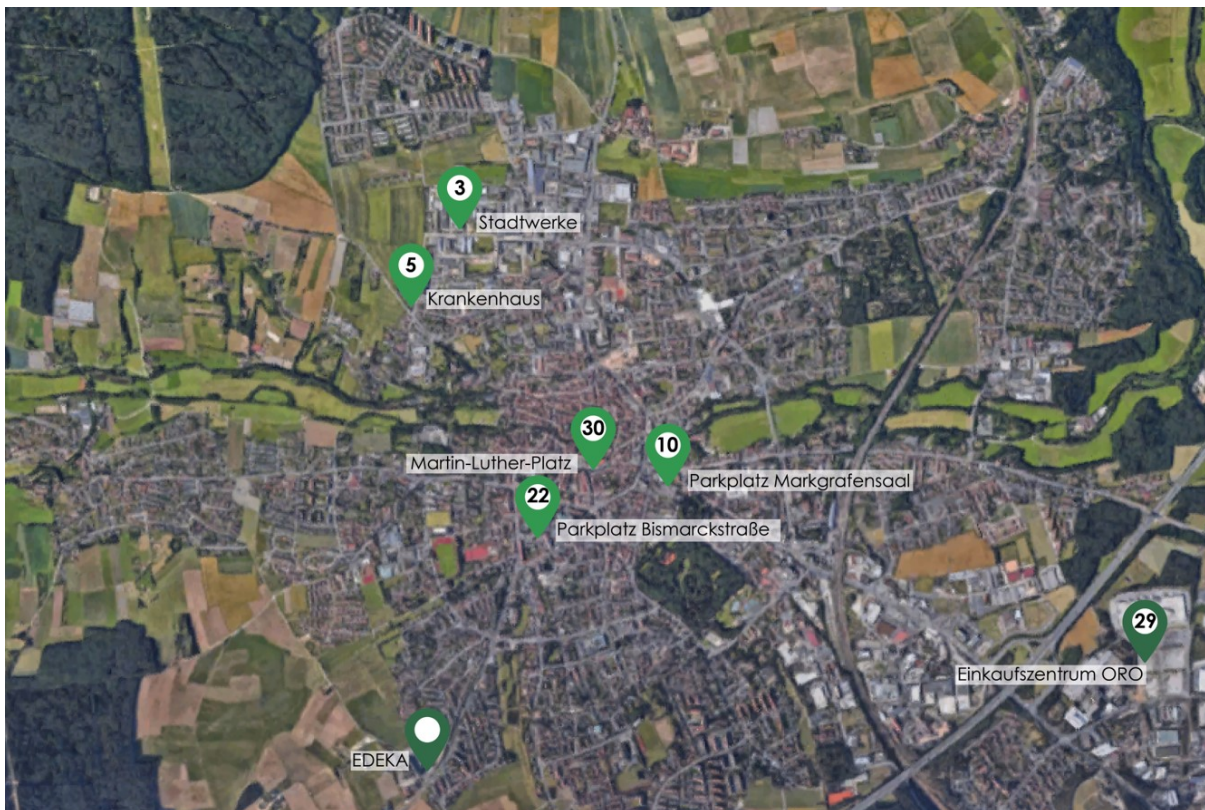 3
Stadtwerke
5
Krankenhaus
30
Martin-Luther-Platz
10
Parkplatz Markgrafensaal
22
Parkplatz Bismarckstraße
29
Einkaufszentrum ORO
EDEKA